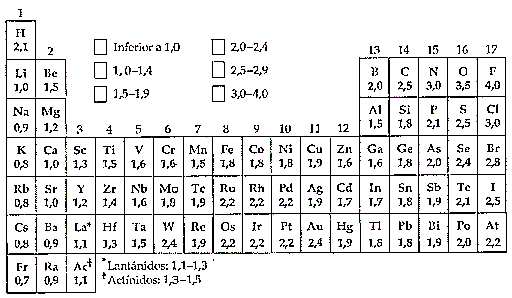 1
H
2,1
2
Inferior a 1,0
2,0–2,4
1,0–1,4
2,5–2,9
1,5–1,9
3,0–4,0
13 14 15 16 17
Li Be B C N O F
1,0 1,5 2,0 2,5 3,0 3,5 4,0
Na Mg Al Si P S Cl
0,9 1,2 3 4 5 6 7 8 9 10 11 12 1,5 1,8 2,1 2,5 3,0
K Ca Sc Ti V Cr Mn Fe Co Ni Cu Zn Ga Ge As Se Br
0,8 1,0 1,3 1,5 1,6 1,6 1,5 1,8 1,8 1,8 1,9 1,6 1,6 1,8 2,0 2,4 2,8
Rb Sr Y Zr Nb Mo Tc Ru Rh Pd Ag Cd In Sn Sb Te I
0,8 1,0 1,2 1,4 1,6 1,8 1,9 2,2 2,2 2,2 1,9 1,7 1,7 1,8 1,9 2,1 2,5
Cs Ba La* Hf Ta W Re Os Ir Pt Au Hg Tl Pb Bi Po At
0,8 0,9 1,1 1,3 1,5 2,4 1,9 2,2 2,2 2,2 2,4 1,9 1,8 1,8 1,9 2,0 2,2
Fr Ra Ac‡ *Lantánidos: 1,1–1,3
0,7 0,9 1,1 ‡Actínidos: 1,3–1,5